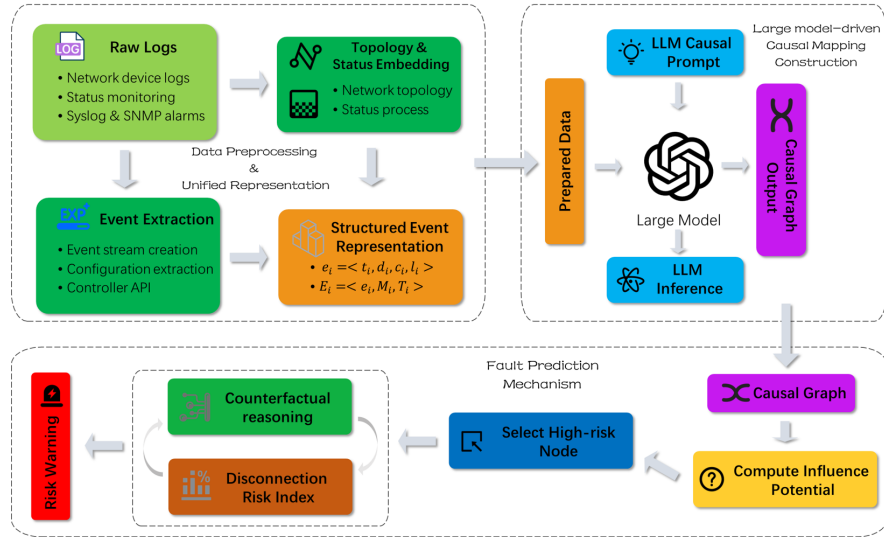 LOG
Raw Logs
• Network device logs
• Status monitoring
• Syslog & SNMP alarms
Topology &
Status Embedding
• Network topology
• Status process
Data Preprocessing
&
Unified Representation
EXP+
Event Extraction
• Event stream creation
• Configuration extraction
• Controller API
Structured Event
Representation
• e_i =< t_i, d_i, c_i, l_i >
• E_i =< e_i, M_i, T_i >
Large model-driven
Causal Mapping
Construction
LLM Causal
Prompt
Prepared Data
Large Model
Causal Graph
Output
LLM
Inference
Fault Prediction
Mechanism
Causal Graph
Compute Influence
Potential
Select High-risk
Node
Counterfactual
reasoning
%
Disconnection
Risk Index
Risk Warning